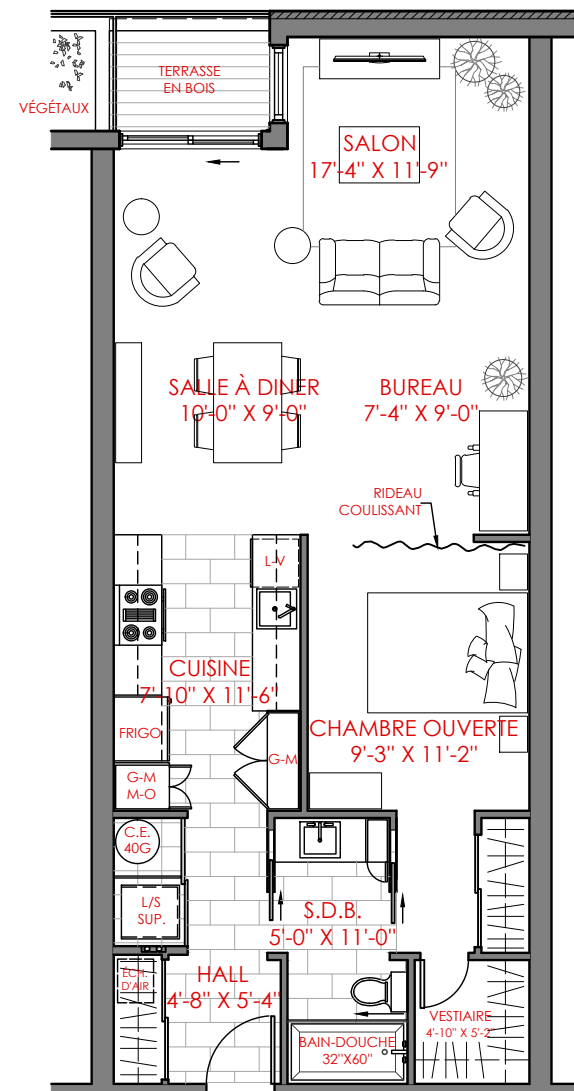 TERRASSE
EN BOIS
VÉGÉTAUX
SALON
17'-4" X 11'-9"
SALLE À DINER
10'-0" X 9'-0"
BUREAU
7'-4" X 9'-0"
RIDEAU
COULISSANT
L-V
CUISINE
7'-10" X 11'-6"
FRIGO
G-M
CHAMBRE OUVERTE
9'-3" X 11'-2"
G-M
M-O
C.E.
40G
L/S
SUP.
S.D.B.
5'-0" X 11'-0"
ÉCH.
D'AIR
HALL
4'-8" X 5'-4"
VESTIAIRE
4'-10" X 5'-2"
BAIN-DOUCHE
32"X60"